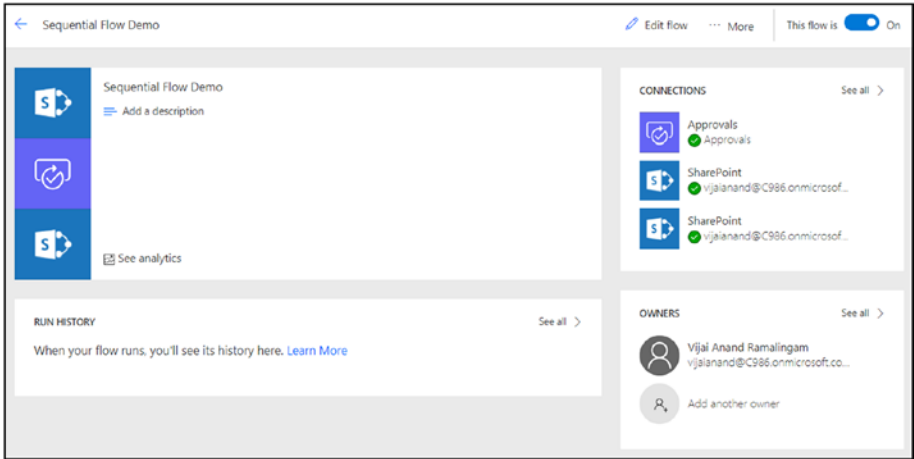 Sequential Flow Demo
Edit flow
··· More
This flow is On
Sequential Flow Demo
Add a description
See analytics
RUN HISTORY
See all >
When your flow runs, you'll see its history here. Learn More
CONNECTIONS
See all >
Approvals
Approvals
SharePoint
vijaianand@C986.onmicrosof...
SharePoint
vijaianand@C986.onmicrosof...
OWNERS
See all >
Vijai Anand Ramalingam
vijaianand@C986.onmicrosoft.co...
Add another owner